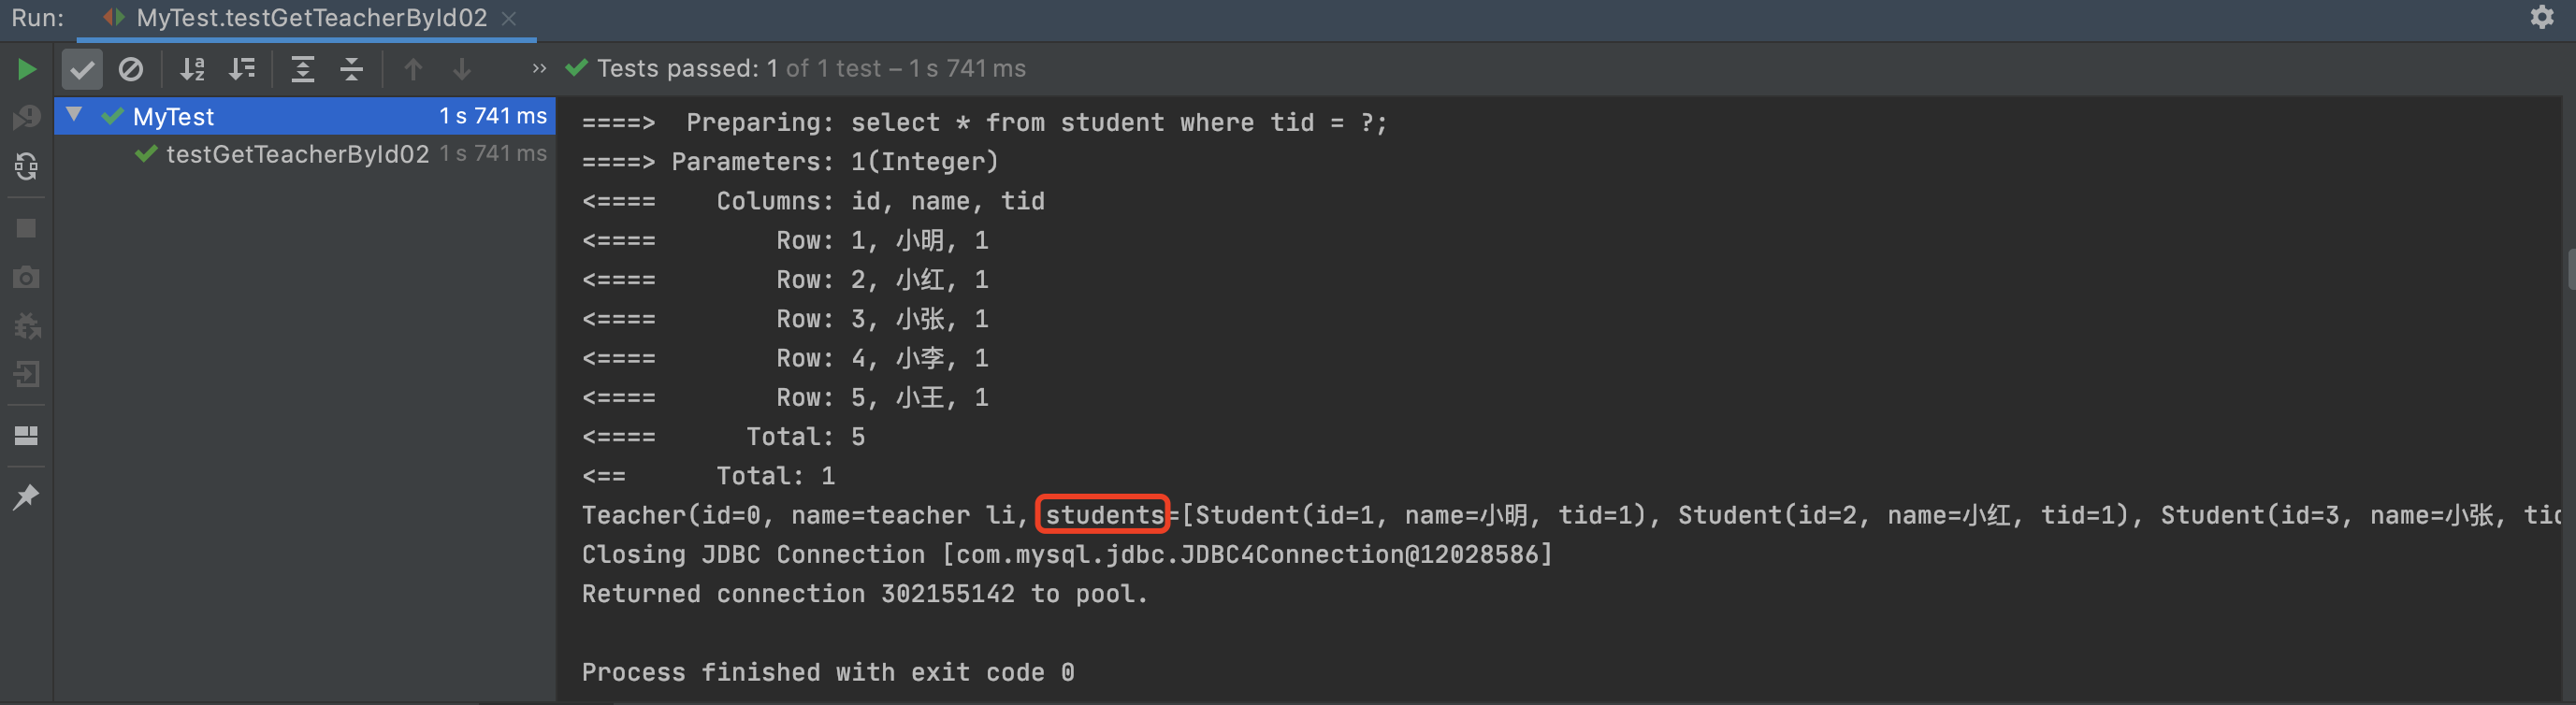 Run: MyTest.testGetTeacherById02
Tests passed: 1 of 1 test – 1 s 741 ms
MyTest 1 s 741 ms
testGetTeacherById02 1 s 741 ms
====>  Preparing: select * from student where tid = ?;
====> Parameters: 1(Integer)
<====    Columns: id, name, tid
<====        Row: 1, 小明, 1
<====        Row: 2, 小红, 1
<====        Row: 3, 小张, 1
<====        Row: 4, 小李, 1
<====        Row: 5, 小王, 1
<====      Total: 5
<==      Total: 1
Teacher(id=0, name=teacher li, students=[Student(id=1, name=小明, tid=1), Student(id=2, name=小红, tid=1), Student(id=3, name=小张, tid
Closing JDBC Connection [com.mysql.jdbc.JDBC4Connection@12028586]
Returned connection 302155142 to pool.
Process finished with exit code 0